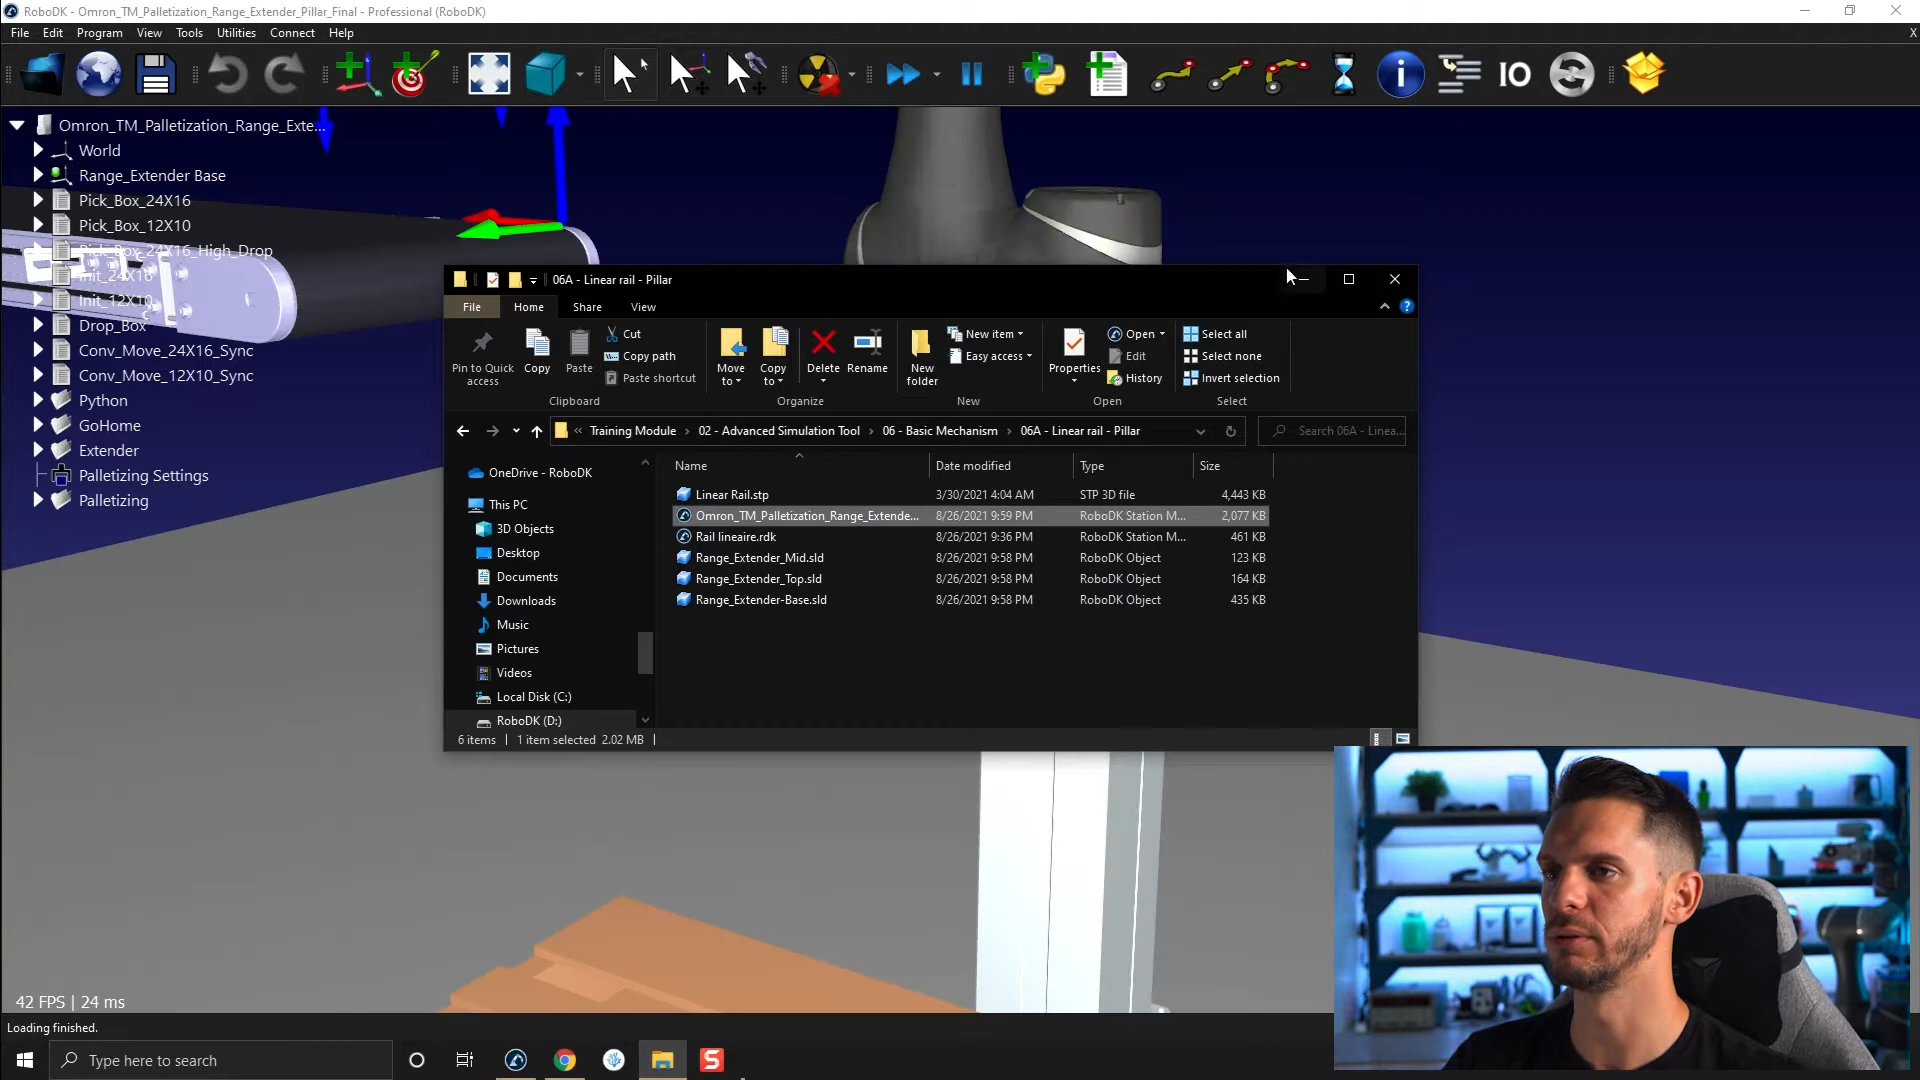 RoboDK - Omron_TM_Palletization_Range_Extender_Pillar_Final - Professional (RoboDK)
File Edit Program View Tools Utilities Connect Help X
IO
Omron_TM_Palletization_Range_Exte...
World
Range_Extender Base
Pick_Box_24X16
Pick_Box_12X10
Pick_Box_24X16_High_Drop
Init_24X16
Init_12X10
Drop_Box
Conv_Move_24X16_Sync
Conv_Move_12X10_Sync
Python
GoHome
Extender
Palletizing Settings
Palletizing
06A - Linear rail - Pillar
File Home Share View
Pin to Quick access
Copy
Paste
Cut
Copy path
Paste shortcut
Clipboard
Move to
Copy to
Delete
Rename
Organize
New folder
New item
Easy access
New
Properties
Open
Edit
History
Open
Select all
Select none
Invert selection
Select
« Training Module › 02 - Advanced Simulation Tool › 06 - Basic Mechanism › 06A - Linear rail - Pillar
Search 06A - Linea...
OneDrive - RoboDK
This PC
3D Objects
Desktop
Documents
Downloads
Music
Pictures
Videos
Local Disk (C:)
RoboDK (D:)
Name Date modified Type Size
Linear Rail.stp 3/30/2021 4:04 AM STP 3D file 4,443 KB
Omron_TM_Palletization_Range_Extende... 8/26/2021 9:59 PM RoboDK Station M... 2,077 KB
Rail lineaire.rdk 8/26/2021 9:36 PM RoboDK Station M... 461 KB
Range_Extender_Mid.sld 8/26/2021 9:58 PM RoboDK Object 123 KB
Range_Extender_Top.sld 8/26/2021 9:58 PM RoboDK Object 164 KB
Range_Extender-Base.sld 8/26/2021 9:58 PM RoboDK Object 435 KB
6 items 1 item selected 2.02 MB
42 FPS | 24 ms
Loading finished.
Type here to search